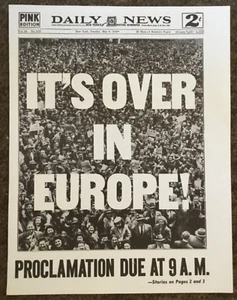 PINK
EDITION
DAILY NEWS
2¢
IT'S OVER
IN
EUROPE!
PROCLAMATION DUE AT 9 A.M.
—Stories on Pages 2 and 3